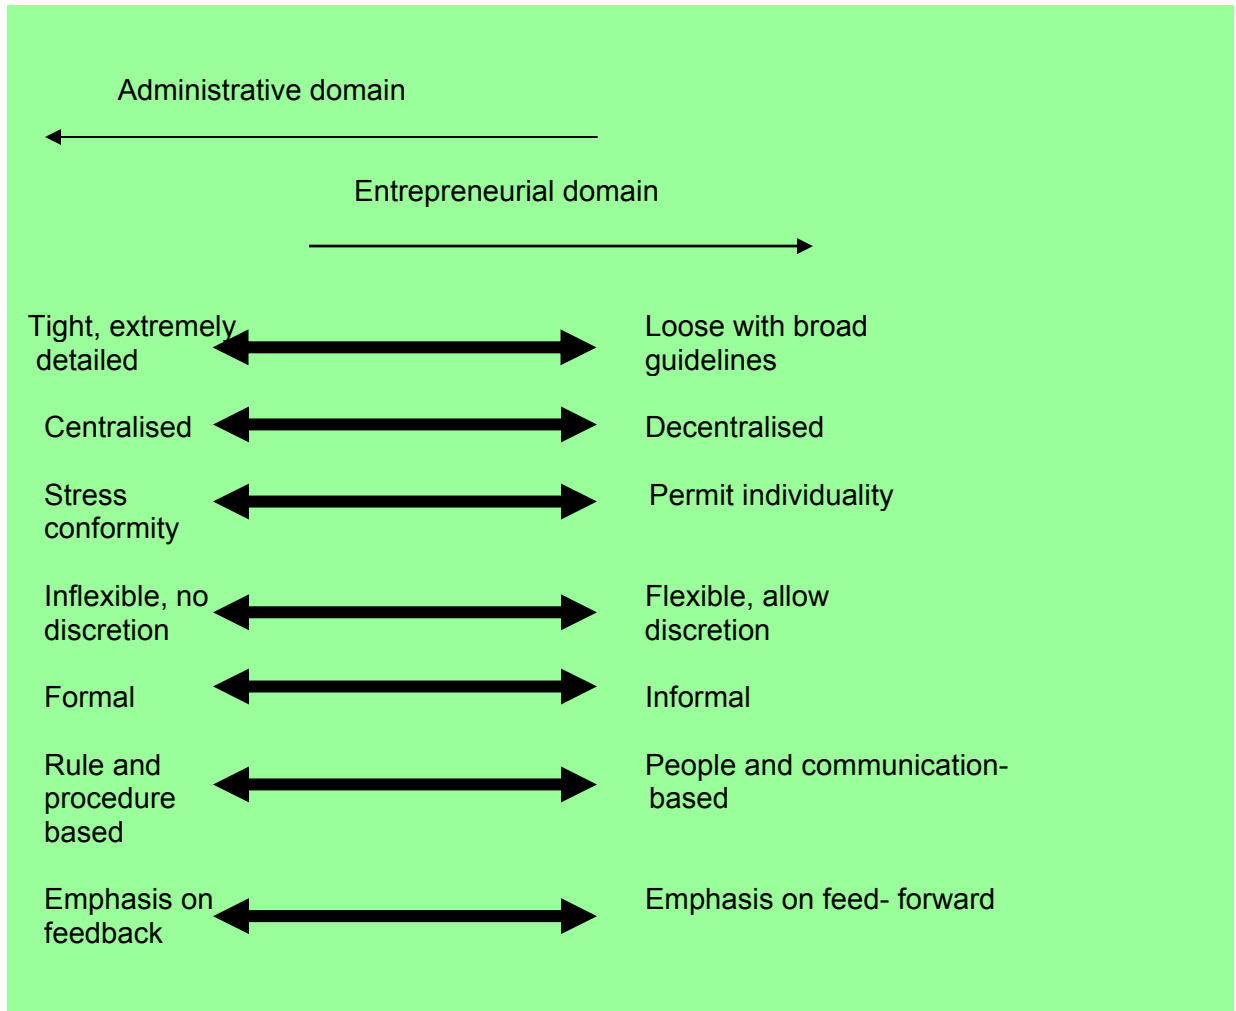 Administrative domain
Entrepreneurial domain
Tight, extremely
detailed
Loose with broad
guidelines
Centralised
Decentralised
Stress
conformity
Permit individuality
Inflexible, no
discretion
Flexible, allow
discretion
Formal
Informal
Rule and
procedure
based
People and communication-
based
Emphasis on
feedback
Emphasis on feed- forward